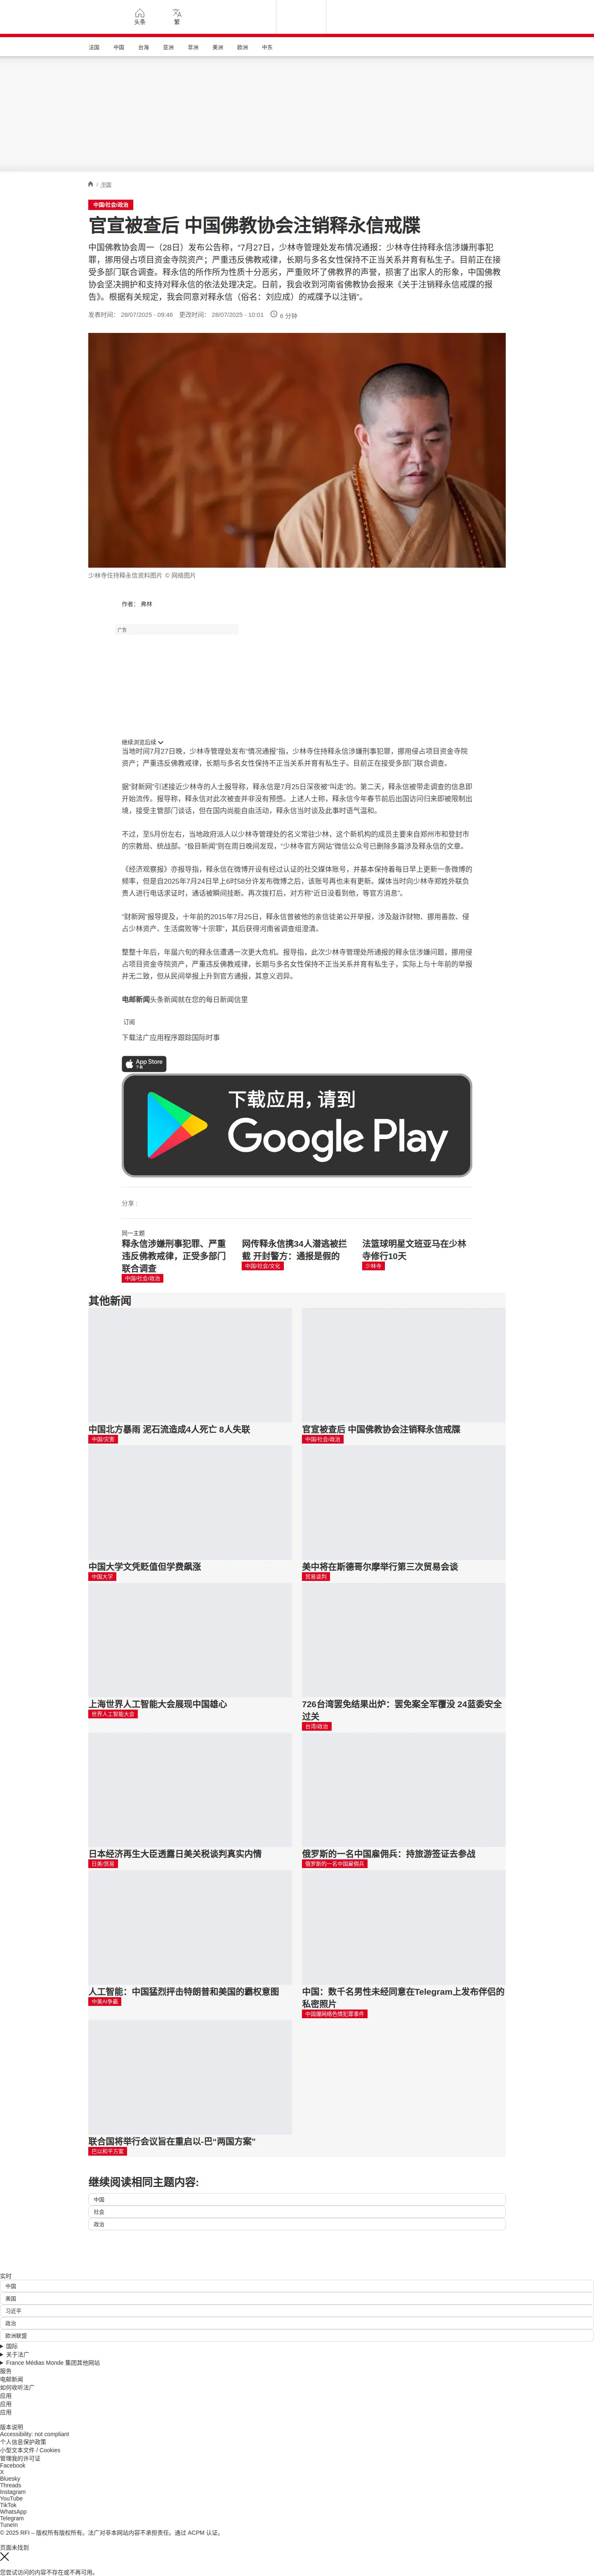 头条
繁
法国
中国
台海
亚洲
非洲
美洲
欧洲
中东
/ 中国
中国/社会/政治
官宣被查后 中国佛教协会注销释永信戒牒
中国佛教协会周一（28日）发布公告称，“7月27日，少林寺管理处发布情况通报：少林寺住持释永信涉嫌刑事犯
罪，挪用侵占项目资金寺院资产；严重违反佛教戒律，长期与多名女性保持不正当关系并育有私生子。目前正在接
受多部门联合调查。释永信的所作所为性质十分恶劣，严重败坏了佛教界的声誉，损害了出家人的形象，中国佛教
协会坚决拥护和支持对释永信的依法处理决定。日前，我会收到河南省佛教协会报来《关于注销释永信戒牒的报
告》。根据有关规定，我会同意对释永信（俗名：刘应成）的戒牒予以注销”。
发表时间： 28/07/2025 - 09:46 更改时间： 28/07/2025 - 10:01 6 分钟
少林寺住持释永信资料图片 © 网络图片
作者： 弗林
广告
继续浏览后续
当地时间7月27日晚，少林寺管理处发布“情况通报”指，少林寺住持释永信涉嫌刑事犯罪，挪用侵占项目资金寺院
资产；严重违反佛教戒律，长期与多名女性保持不正当关系并育有私生子。目前正在接受多部门联合调查。
据“财新网”引述接近少林寺的人士报导称，释永信是7月25日深夜被“叫走”的。第二天，释永信被带走调查的信息即
开始流传。报导称，释永信对此次被查并非没有预感。上述人士称，释永信今年春节前后出国访问归来即被限制出
境，接受主管部门谈话，但在国内尚能自由活动，释永信当时谈及此事时语气温和。
不过，至5月份左右，当地政府派人以少林寺管理处的名义常驻少林，这个新机构的成员主要来自郑州市和登封市
的宗教局、统战部。“极目新闻”则在周日晚间发现，“少林寺官方网站”微信公众号已删除多篇涉及释永信的文章。
《经济观察报》亦报导指，释永信在微博开设有经过认证的社交媒体账号，并基本保持着每日早上更新一条微博的
频率，但是自2025年7月24日早上6时58分许发布微博之后，该账号再也未有更新。媒体当时向少林寺郑姓外联负
责人进行电话求证时，通话被瞬间挂断。再次拨打后，对方称“近日没看到他，等官方消息”。
“财新网”报导提及，十年前的2015年7月25日，释永信曾被他的亲信徒弟公开举报，涉及敲诈财物、挪用善款、侵
占少林资产、生活腐败等“十宗罪”，其后获得河南省调查组澄清。
整整十年后，年届六旬的释永信遭遇一次更大危机。报导指，此次少林寺管理处所通报的释永信涉嫌问题，挪用侵
占项目资金寺院资产，严重违反佛教戒律，长期与多名女性保持不正当关系并育有私生子，实际上与十年前的举报
并无二致，但从民间举报上升到官方通报，其意义迥异。
电邮新闻头条新闻就在您的每日新闻信里
订阅
下载法广应用程序跟踪国际时事
App Store
下载
下载应用，请到
Google Play
分享 :
同一主题
释永信涉嫌刑事犯罪、严重
违反佛教戒律，正受多部门
联合调查
中国/社会/政治
网传释永信携34人潜逃被拦
截 开封警方：通报是假的
中国/社会/文化
法篮球明星文班亚马在少林
寺修行10天
少林寺
其他新闻
中国北方暴雨 泥石流造成4人死亡 8人失联
中国/灾害
官宣被查后 中国佛教协会注销释永信戒牒
中国/社会/政治
中国大学文凭贬值但学费飙涨
中国大学
美中将在斯德哥尔摩举行第三次贸易会谈
贸易谈判
上海世界人工智能大会展现中国雄心
世界人工智能大会
726台湾罢免结果出炉：罢免案全军覆没 24蓝委安全
过关
台湾/政治
日本经济再生大臣透露日美关税谈判真实内情
日美/贸易
俄罗斯的一名中国雇佣兵：持旅游签证去参战
俄罗斯的一名中国雇佣兵
人工智能：中国猛烈抨击特朗普和美国的霸权意图
中美AI争霸
中国：数千名男性未经同意在Telegram上发布伴侣的
私密照片
中国爆网络色情犯罪事件
联合国将举行会议旨在重启以-巴“两国方案”
巴以和平方案
继续阅读相同主题内容:
中国
社会
政治
实时
中国
美国
习近平
政治
欧洲联盟
国际
关于法广
France Médias Monde 集团其他网站
服务
电邮新闻
如何收听法广
应用
应用
应用
版本说明
Accessibility: not compliant
个人信息保护政策
小型文本文件 / Cookies
管理我的许可证
Facebook
X
Bluesky
Threads
Instagram
YouTube
TikTok
WhatsApp
Telegram
TuneIn
© 2025 RFI – 版权所有版权所有。法广对非本网站内容不承担责任。通过 ACPM 认证。
页面未找到
您尝试访问的内容不存在或不再可用。